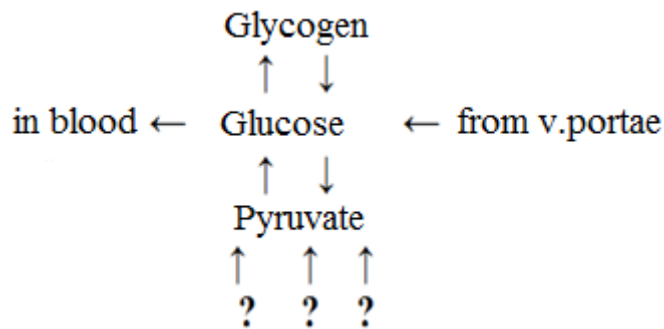 Glycogen
↑ ↓
in blood ← Glucose ← from v.portae
↑ ↓
Pyruvate
↑ ↑ ↑
? ? ?